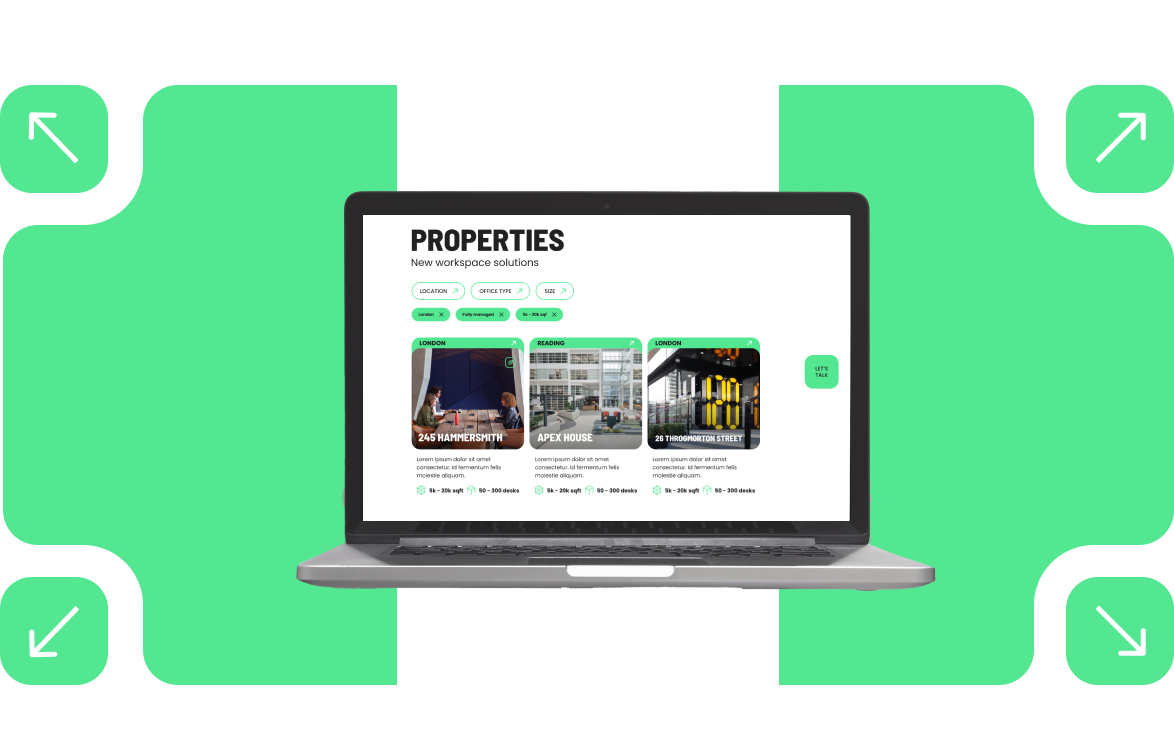 PROPERTIES
New workspace solutions
LOCATION OFFICE TYPE SIZE
London Fully managed 5k - 30k sqf
LONDON READING LONDON
245 HAMMERSMITH APEX HOUSE 26 THROGMORTON STREET
Lorem ipsum dolor sit amet Lorem ipsum dolor sit amet Lorem ipsum dolor sit amet
consectetur. Id fermentum felis consectetur. Id fermentum felis consectetur. Id fermentum felis
molestie aliquam. molestie aliquam. molestie aliquam.
5k - 20k sqft 50 - 300 desks 5k - 20k sqft 50 - 300 desks 5k - 20k sqft 50 - 300 desks
LET'S
TALK